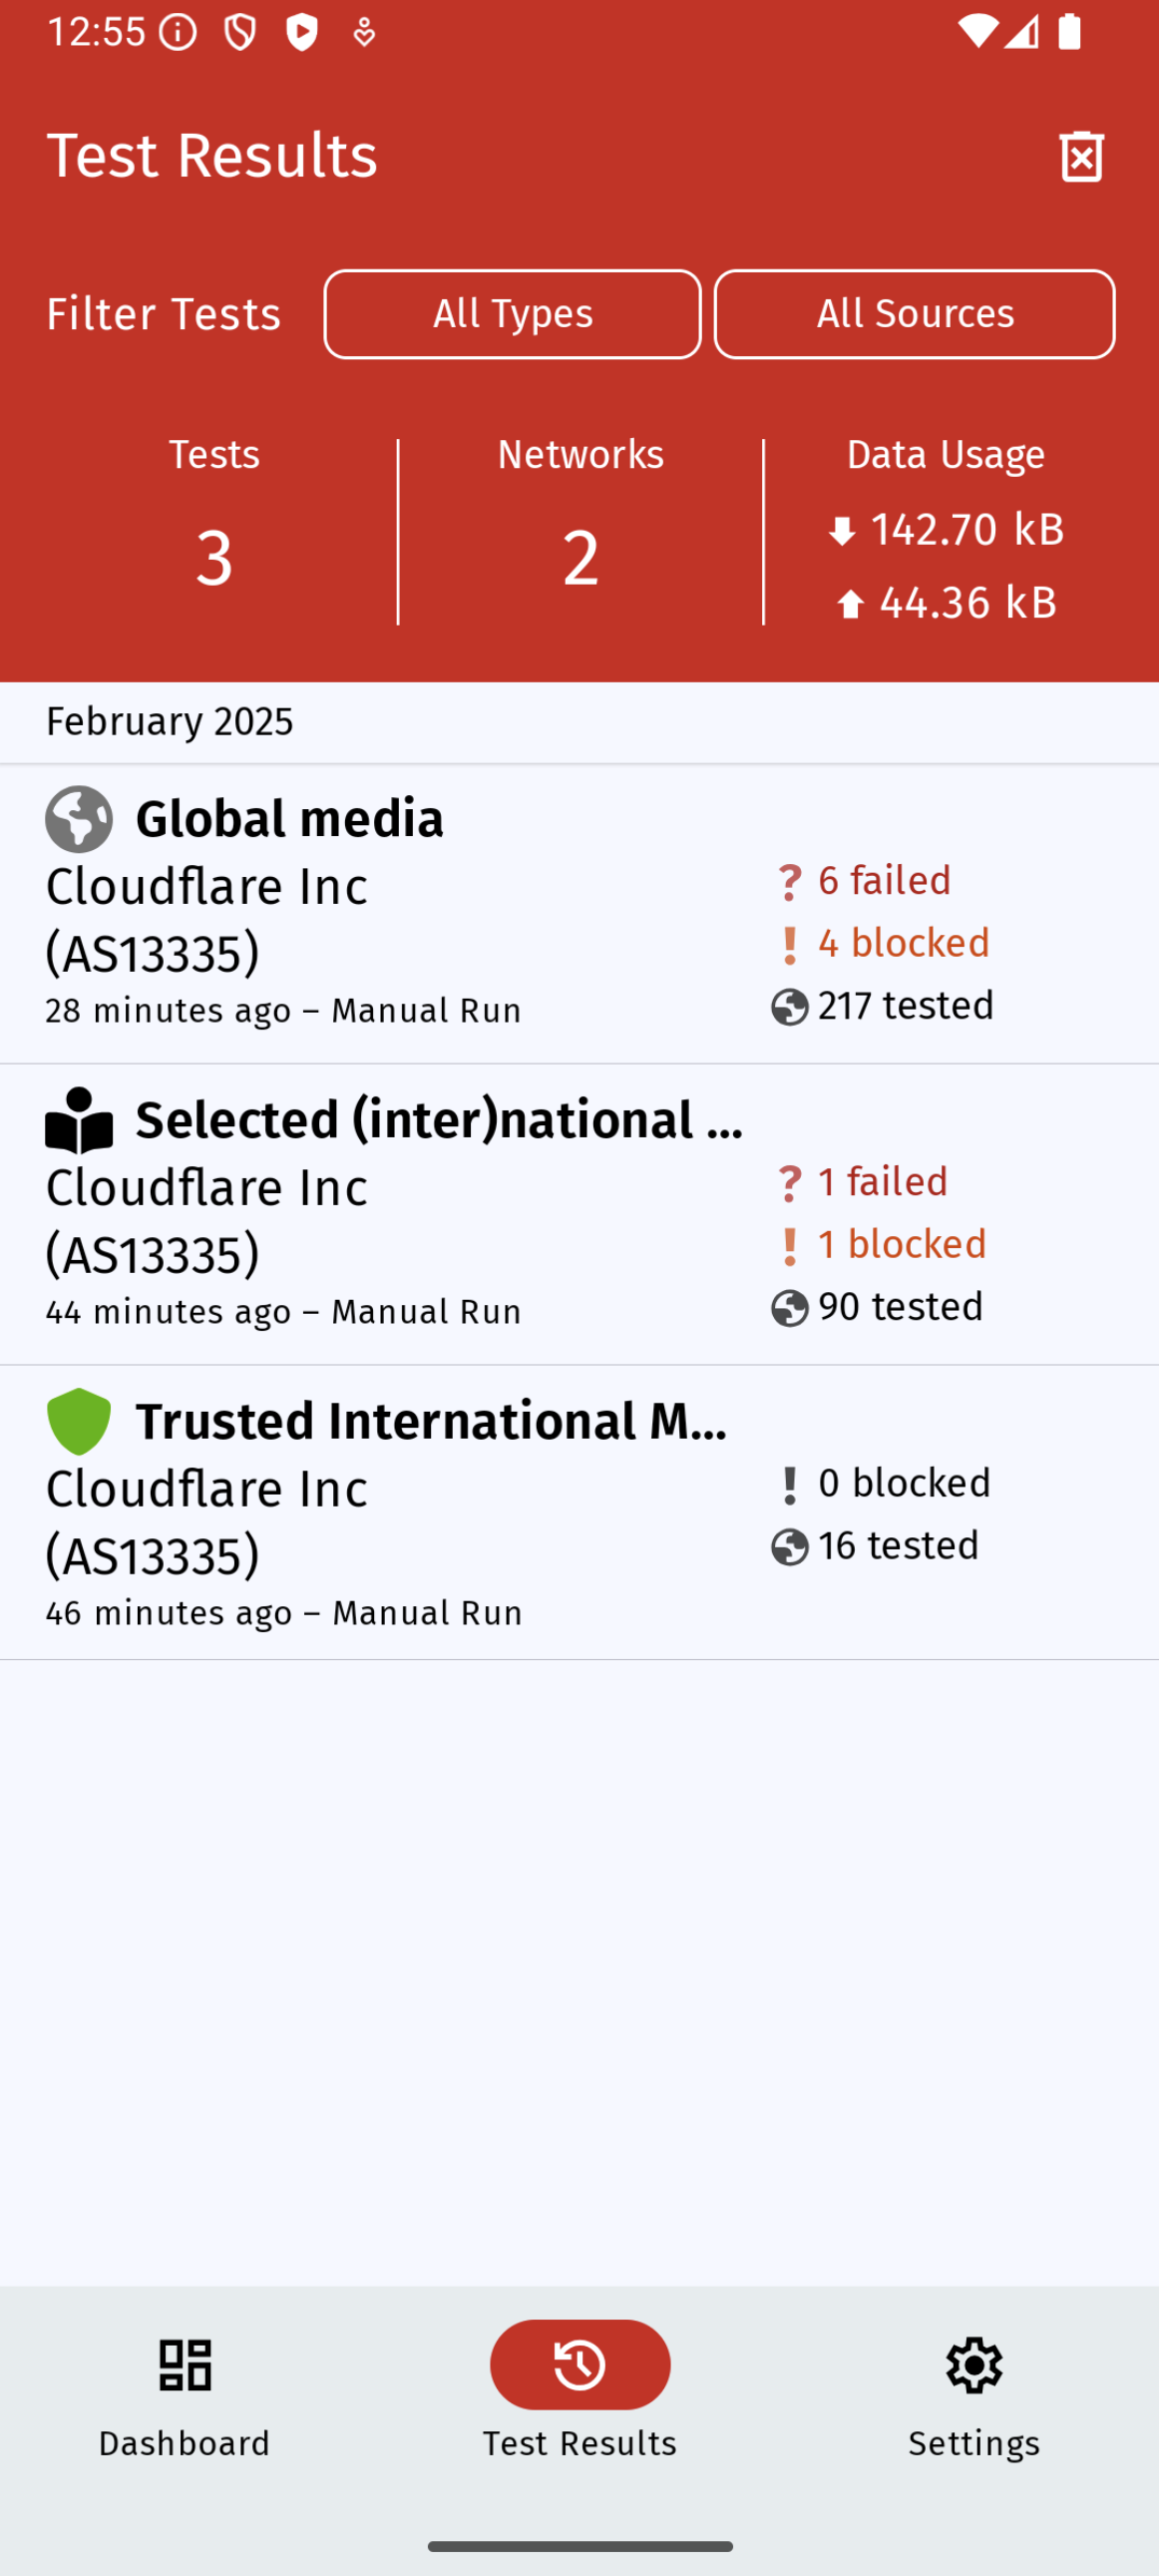 12:55
Test Results
Filter Tests All Types All Sources
Tests Networks Data Usage
3 2 142.70 kB
44.36 kB
February 2025
Global media
Cloudflare Inc
(AS13335)
28 minutes ago – Manual Run
? 6 failed
! 4 blocked
217 tested
Selected (inter)national ...
Cloudflare Inc
(AS13335)
44 minutes ago – Manual Run
? 1 failed
! 1 blocked
90 tested
Trusted International M...
Cloudflare Inc
(AS13335)
46 minutes ago – Manual Run
! 0 blocked
16 tested
Dashboard Test Results Settings